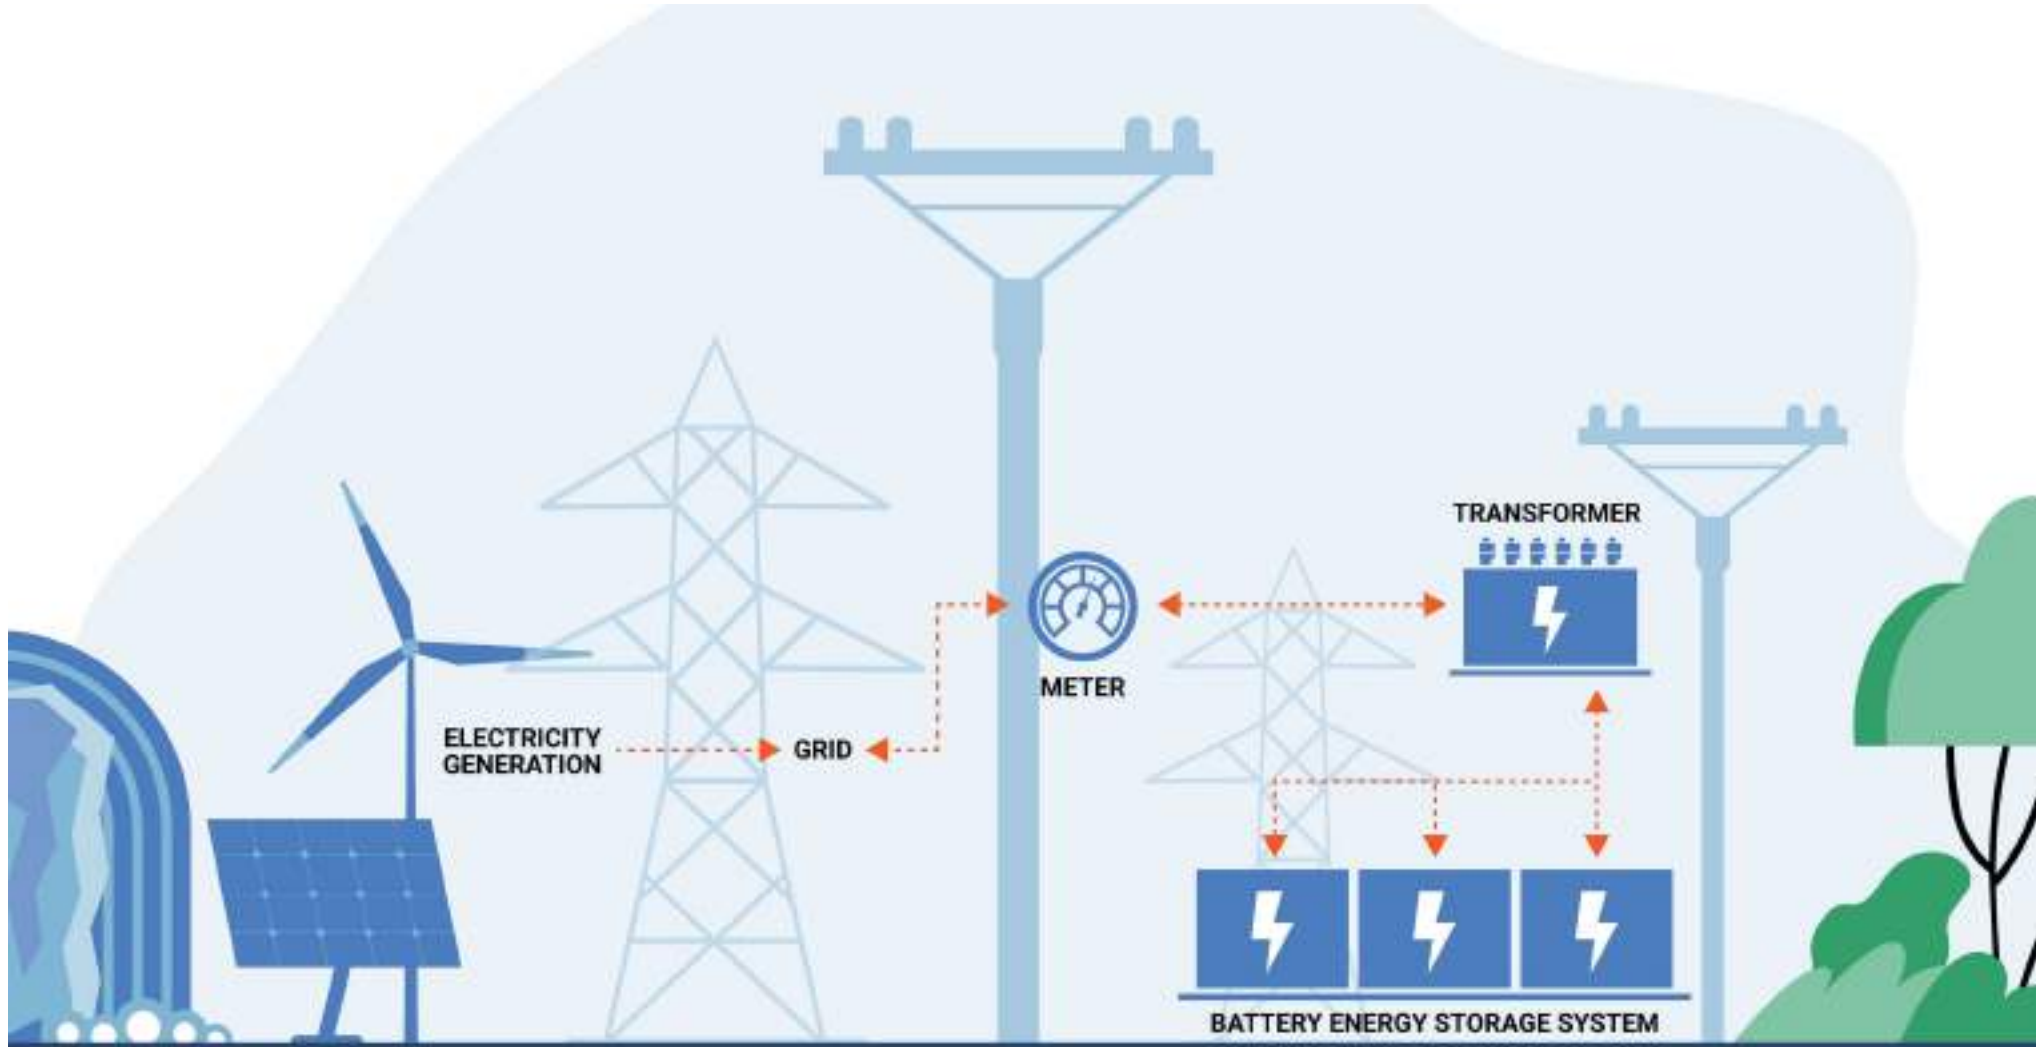 TRANSFORMER
METER
ELECTRICITY
GENERATION
GRID
BATTERY ENERGY STORAGE SYSTEM